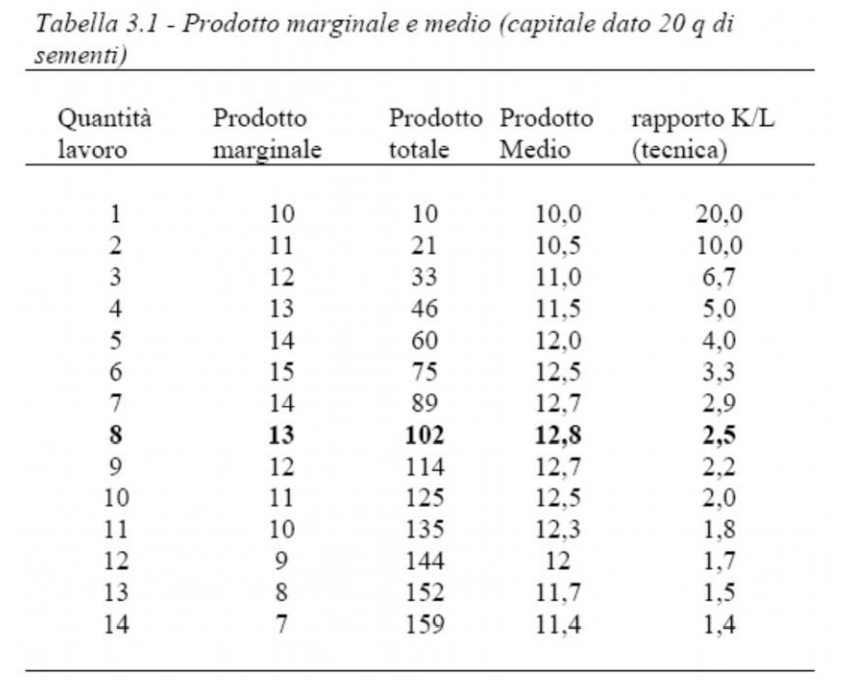 Tabella 3.1 - Prodotto marginale e medio (capitale dato 20 q di
sementi)
Quantità Prodotto Prodotto Prodotto rapporto K/L
lavoro marginale totale Medio (tecnica)
1 10 10 10,0 20,0
2 11 21 10,5 10,0
3 12 33 11,0 6,7
4 13 46 11,5 5,0
5 14 60 12,0 4,0
6 15 75 12,5 3,3
7 14 89 12,7 2,9
8 13 102 12,8 2,5
9 12 114 12,7 2,2
10 11 125 12,5 2,0
11 10 135 12,3 1,8
12 9 144 12 1,7
13 8 152 11,7 1,5
14 7 159 11,4 1,4